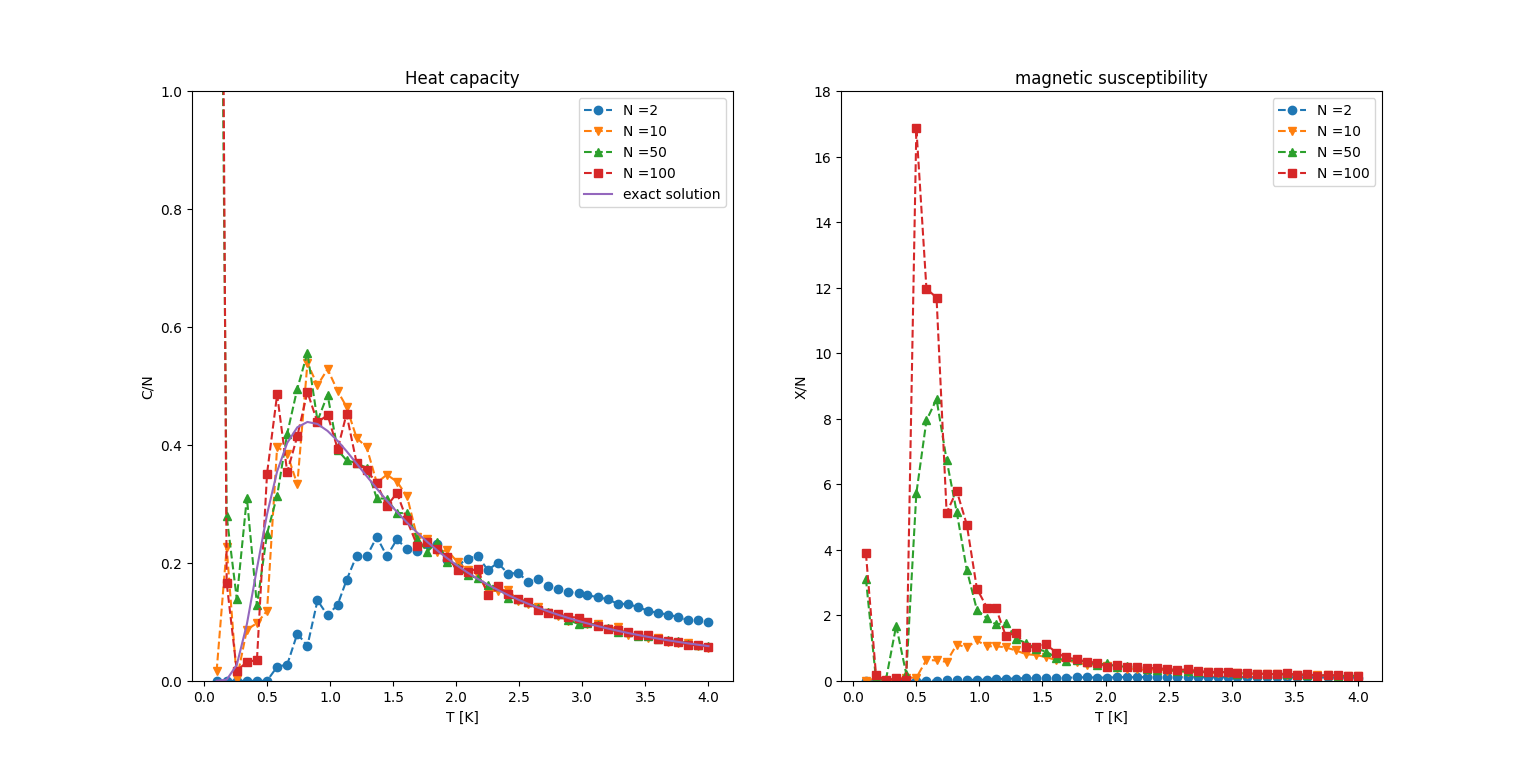 Heat capacity
1.0
0.8
0.6
0.4
0.2
0.0
C/N
0.0 0.5 1.0 1.5 2.0 2.5 3.0 3.5 4.0
T [K]
N =2
N =10
N =50
N =100
exact solution
magnetic susceptibility
18
16
14
12
10
8
6
4
2
0
X/N
0.0 0.5 1.0 1.5 2.0 2.5 3.0 3.5 4.0
T [K]
N =2
N =10
N =50
N =100